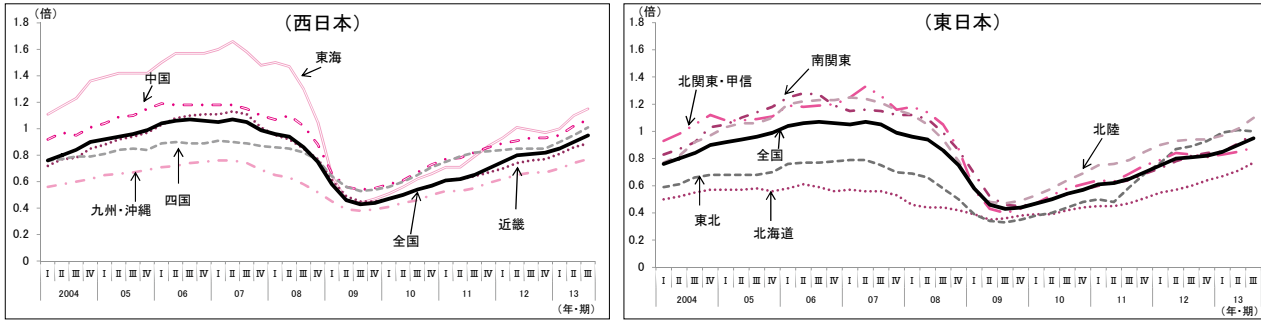 (倍)
(西日本)
1.8
1.6
1.4
1.2
1
0.8
0.6
0.4
0.2
0
東海
中国
九州・沖縄
四国
全国
近畿
Ⅰ Ⅱ Ⅲ Ⅳ Ⅰ Ⅱ Ⅲ Ⅳ Ⅰ Ⅱ Ⅲ Ⅳ Ⅰ Ⅱ Ⅲ Ⅳ Ⅰ Ⅱ Ⅲ Ⅳ Ⅰ Ⅱ Ⅲ Ⅳ Ⅰ Ⅱ Ⅲ Ⅳ Ⅰ Ⅱ Ⅲ Ⅳ Ⅰ Ⅱ Ⅲ Ⅳ Ⅰ Ⅱ Ⅲ
2004 05 06 07 08 09 10 11 12 13
(年・期)
(倍)
(東日本)
1.8
1.6
1.4
1.2
1
0.8
0.6
0.4
0.2
0
北関東・甲信
南関東
全国
北陸
東北
北海道
Ⅰ Ⅱ Ⅲ Ⅳ Ⅰ Ⅱ Ⅲ Ⅳ Ⅰ Ⅱ Ⅲ Ⅳ Ⅰ Ⅱ Ⅲ Ⅳ Ⅰ Ⅱ Ⅲ Ⅳ Ⅰ Ⅱ Ⅲ Ⅳ Ⅰ Ⅱ Ⅲ Ⅳ Ⅰ Ⅱ Ⅲ Ⅳ Ⅰ Ⅱ Ⅲ Ⅳ Ⅰ Ⅱ Ⅲ
2004 05 06 07 08 09 10 11 12 13
(年・期)